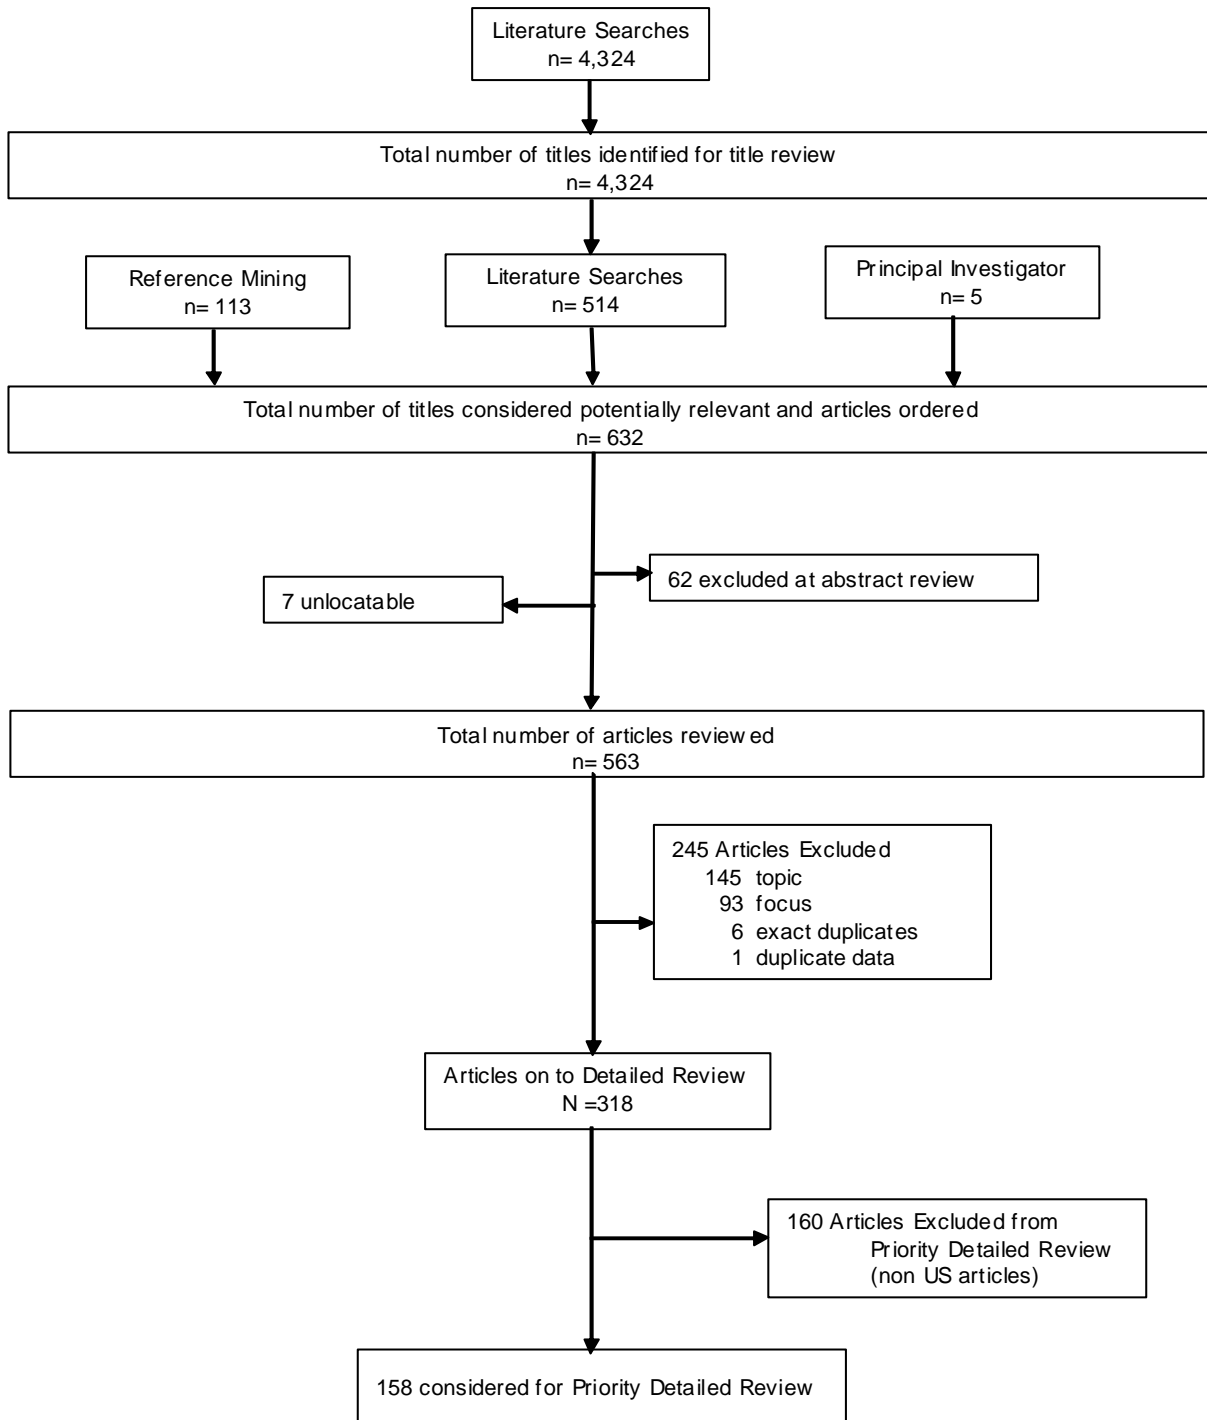 Literature Searches
n= 4,324
Total number of titles identified for title review
n= 4,324
Reference Mining
n= 113
Literature Searches
n= 514
Principal Investigator
n= 5
Total number of titles considered potentially relevant and articles ordered
n= 632
62 excluded at abstract review
7 unlocatable
Total number of articles reviewed
n= 563
245 Articles Excluded
145 topic
93 focus
6 exact duplicates
1 duplicate data
Articles on to Detailed Review
N =318
160 Articles Excluded from
Priority Detailed Review
(non US articles)
158 considered for Priority Detailed Review